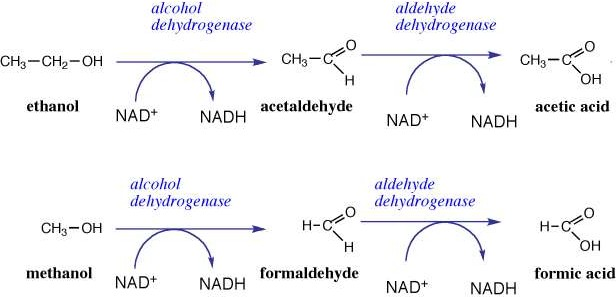 alcohol
dehydrogenase
aldehyde
dehydrogenase
CH₃—CH₂—OH
CH₃—C
O
H
CH₃—C
O
OH
ethanol
NAD⁺
NADH
acetaldehyde
NAD⁺
NADH
acetic acid
alcohol
dehydrogenase
aldehyde
dehydrogenase
CH₃—OH
H—C
O
H
H—C
O
OH
methanol
NAD⁺
NADH
formaldehyde
NAD⁺
NADH
formic acid